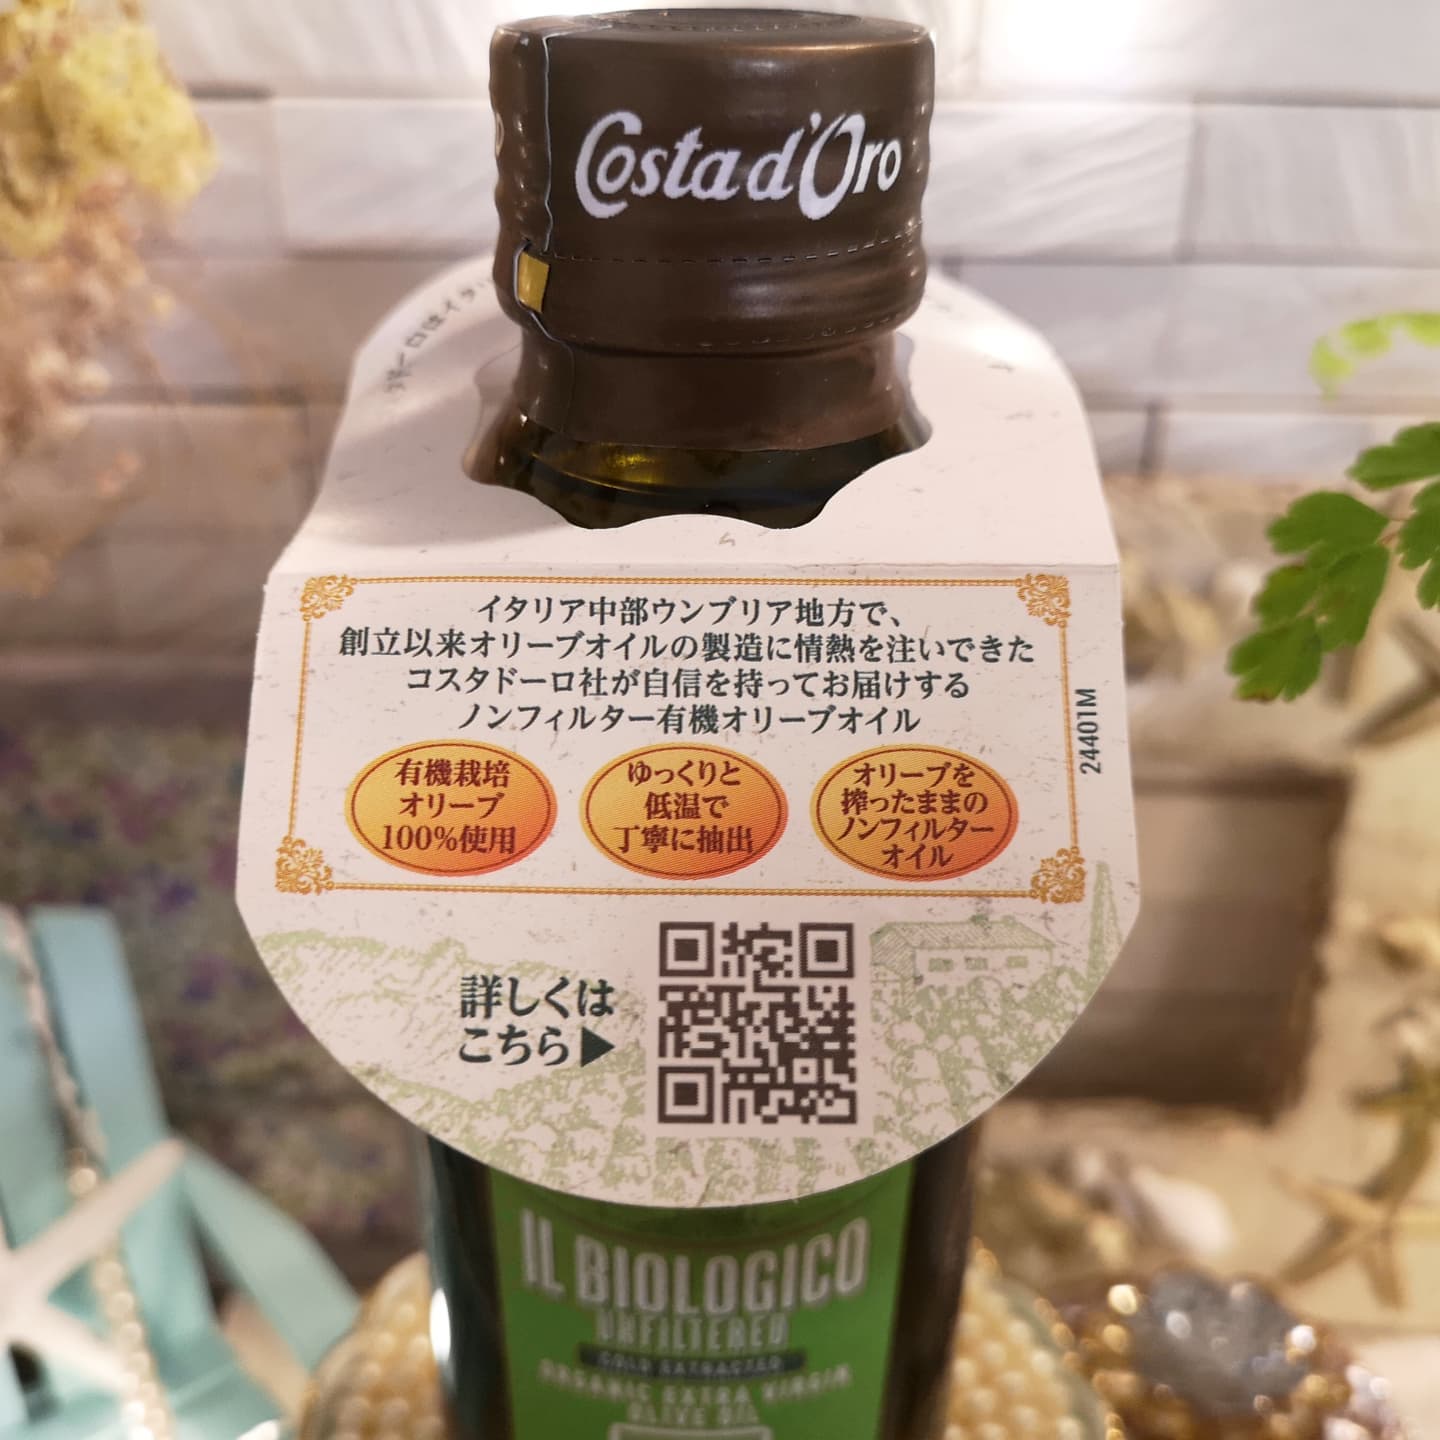 Costa d'Oro
イタリア中部ウンブリア地方で、
創立以来オリーブオイルの製造に情熱を注いできた
コスタドーロ社が自信を持ってお届けする
ノンフィルター有機オリーブオイル
有機栽培
オリーブ
100%使用
ゆっくりと
低温で
丁寧に抽出
オリーブを
搾ったままの
ノンフィルター
オイル
24401M
詳しくは
こちら▶
IL BIOLOGICO
UNFILTERED
COLD EXTRACTED
ORGANIC EXTRA VIRGIN
OLIVE OIL